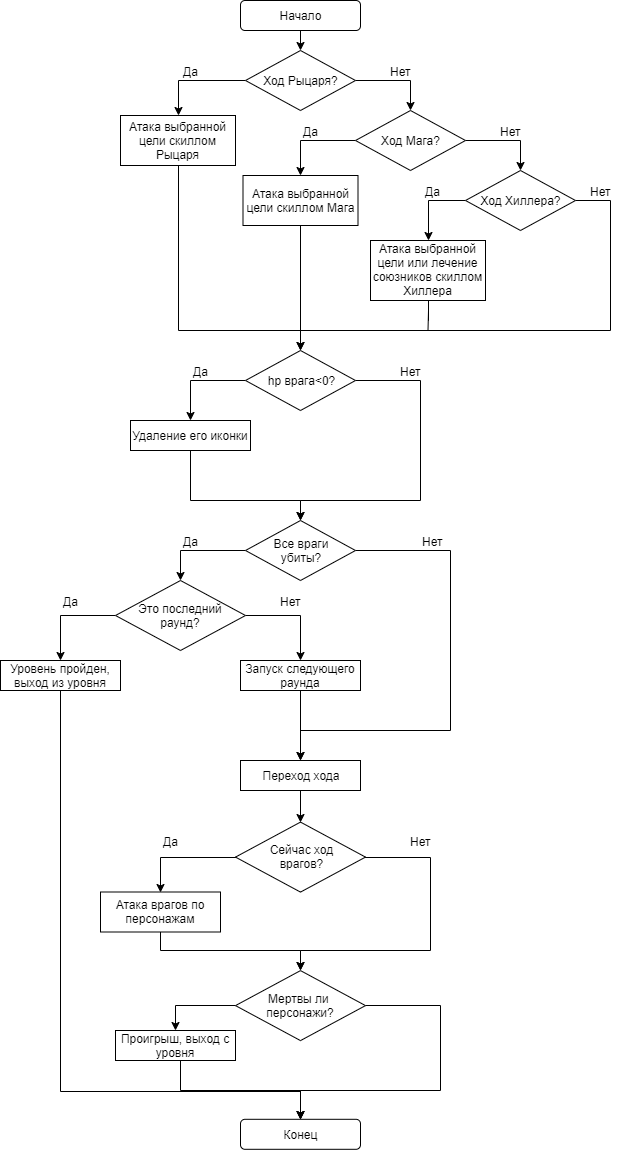 Начало
Ход Рыцаря?
Да
Нет
Атака выбранной
цели скиллом
Рыцаря
Ход Мага?
Да
Нет
Атака выбранной
цели скиллом Мага
Ход Хиллера?
Да
Нет
Атака выбранной
цели или лечение
союзников скиллом
Хиллера
hp врага<0?
Да
Нет
Удаление его иконки
Все враги
убиты?
Да
Нет
Это последний
раунд?
Да
Нет
Уровень пройден,
выход из уровня
Запуск следующего
раунда
Переход хода
Сейчас ход
врагов?
Да
Нет
Атака врагов по
персонажам
Мертвы ли
персонажи?
Проигрыш, выход с
уровня
Конец